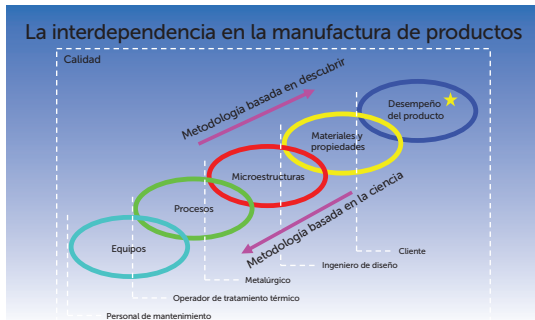 La interdependencia en la manufactura de productos
Calidad
Metodología basada en descubrir
Desempeño
del producto
Materiales y
propiedades
Microestructuras
Procesos
Equipos
Metodología basada en la ciencia
Cliente
Ingeniero de diseño
Metalúrgico
Operador de tratamiento térmico
Personal de mantenimiento